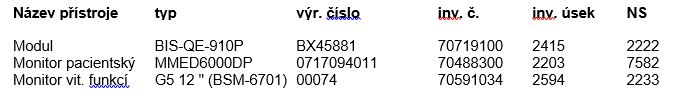 Název přístroje typ výr. číslo inv. č. inv. úsek NS
Modul BIS-QE-910P BX45881 70719100 2415 2222
Monitor pacientský MMED6000DP 0717094011 70488300 2203 7582
Monitor vit. funkcí G5 12 " (BSM-6701) 00074 70591034 2594 2233